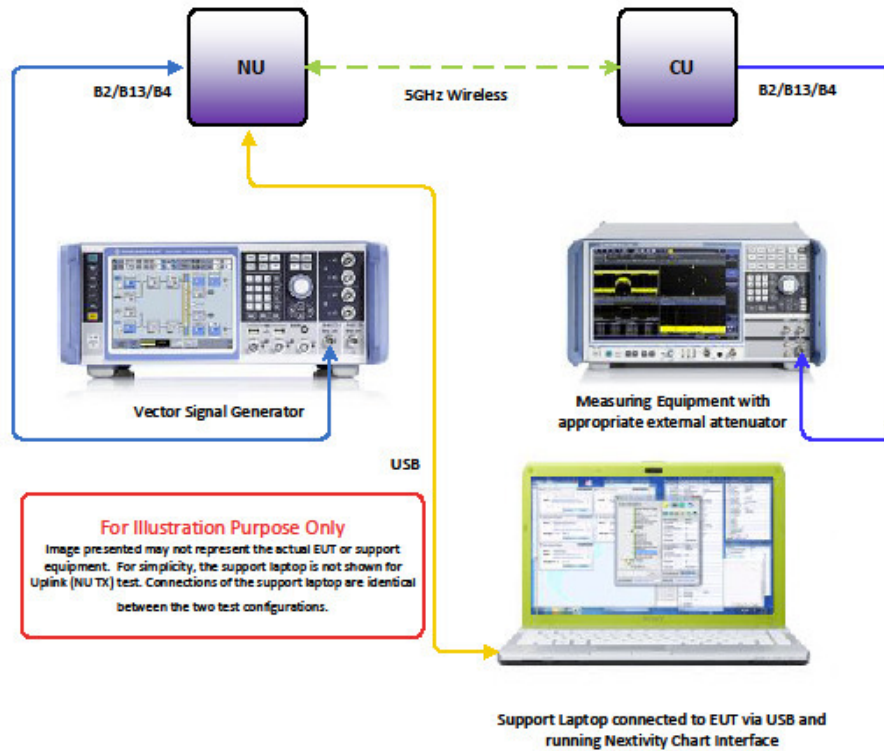 NU
CU
B2/B13/B4
5GHz Wireless
B2/B13/B4
Vector Signal Generator
Measuring Equipment with
appropriate external attenuator
USB
For Illustration Purpose Only
Image presented may not represent the actual EUT or support
equipment. For simplicity, the support laptop is not shown for
Uplink (NU TX) test. Connections of the support laptop are identical
between the two test configurations.
SONY
Support Laptop connected to EUT via USB and
running Nextivity Chart Interface